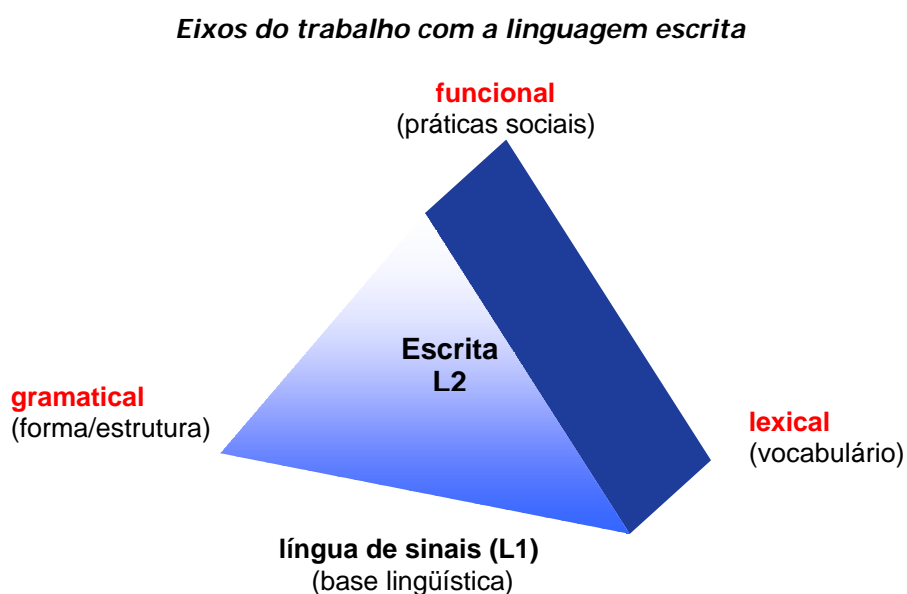 Eixos do trabalho com a linguagem escrita
funcional
(práticas sociais)
Escrita
L2
gramatical
(forma/estrutura)
lexical
(vocabulário)
língua de sinais (L1)
(base lingüística)